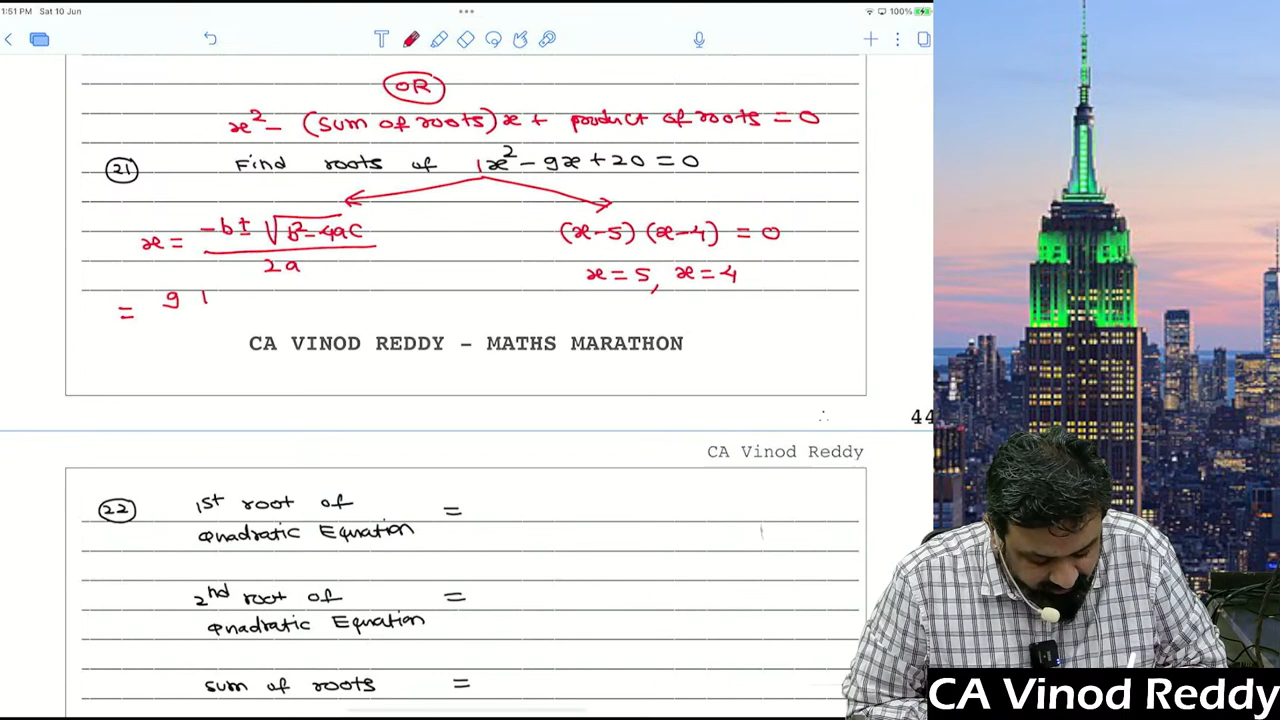 1:51 PM Sat 10 Jun
100%
OR
x² - (sum of roots) x + product of roots = 0
21 Find roots of 1x² - 9x + 20 = 0
x = -b ± √b² - 4ac / 2a
(x-5) (x-4) = 0
x = 5, x = 4
= 9
CA VINOD REDDY - MATHS MARATHON
44
CA Vinod Reddy
22 1st root of =
Quadratic Equation
2nd root of =
Quadratic Equation
sum of roots =
CA Vinod Reddy